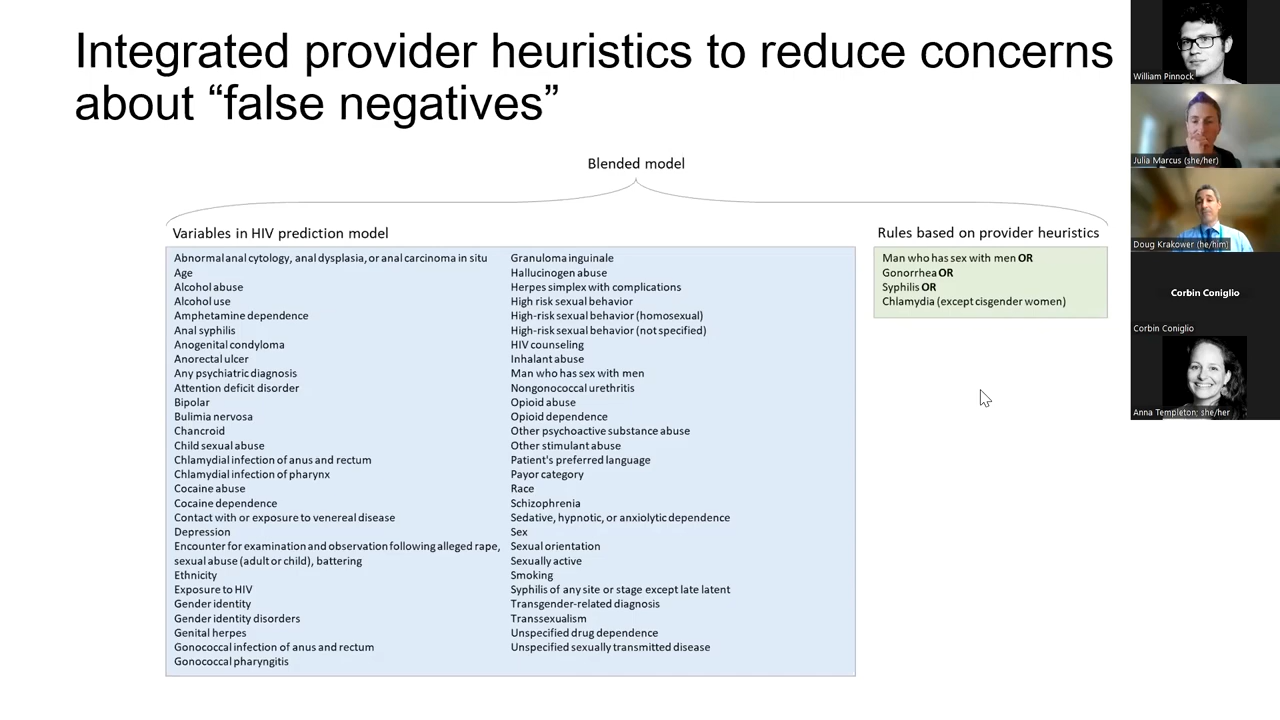 Integrated provider heuristics to reduce concerns
about “false negatives”
Blended model
Variables in HIV prediction model
Abnormal anal cytology, anal dysplasia, or anal carcinoma in situ
Age
Alcohol abuse
Alcohol use
Amphetamine dependence
Anal syphilis
Anogenital condyloma
Anorectal ulcer
Any psychiatric diagnosis
Attention deficit disorder
Bipolar
Bulimia nervosa
Chancroid
Child sexual abuse
Chlamydial infection of anus and rectum
Chlamydial infection of pharynx
Cocaine abuse
Cocaine dependence
Contact with or exposure to venereal disease
Depression
Encounter for examination and observation following alleged rape,
sexual abuse (adult or child), battering
Ethnicity
Exposure to HIV
Gender identity
Gender identity disorders
Genital herpes
Gonococcal infection of anus and rectum
Gonococcal pharyngitis
Granuloma inguinale
Hallucinogen abuse
Herpes simplex with complications
High risk sexual behavior
High-risk sexual behavior (homosexual)
High-risk sexual behavior (not specified)
HIV counseling
Inhalant abuse
Man who has sex with men
Nongonococcal urethritis
Opioid abuse
Opioid dependence
Other psychoactive substance abuse
Other stimulant abuse
Patient's preferred language
Payor category
Race
Schizophrenia
Sedative, hypnotic, or anxiolytic dependence
Sex
Sexual orientation
Sexually active
Smoking
Syphilis of any site or stage except late latent
Transgender-related diagnosis
Transsexualism
Unspecified drug dependence
Unspecified sexually transmitted disease
Rules based on provider heuristics
Man who has sex with men OR
Gonorrhea OR
Syphilis OR
Chlamydia (except cisgender women)
William Pinnock
Julia Marcus (she/her)
Doug Krakower (he/him)
Corbin Coniglio
Corbin Coniglio
Anna Templeton; she/her